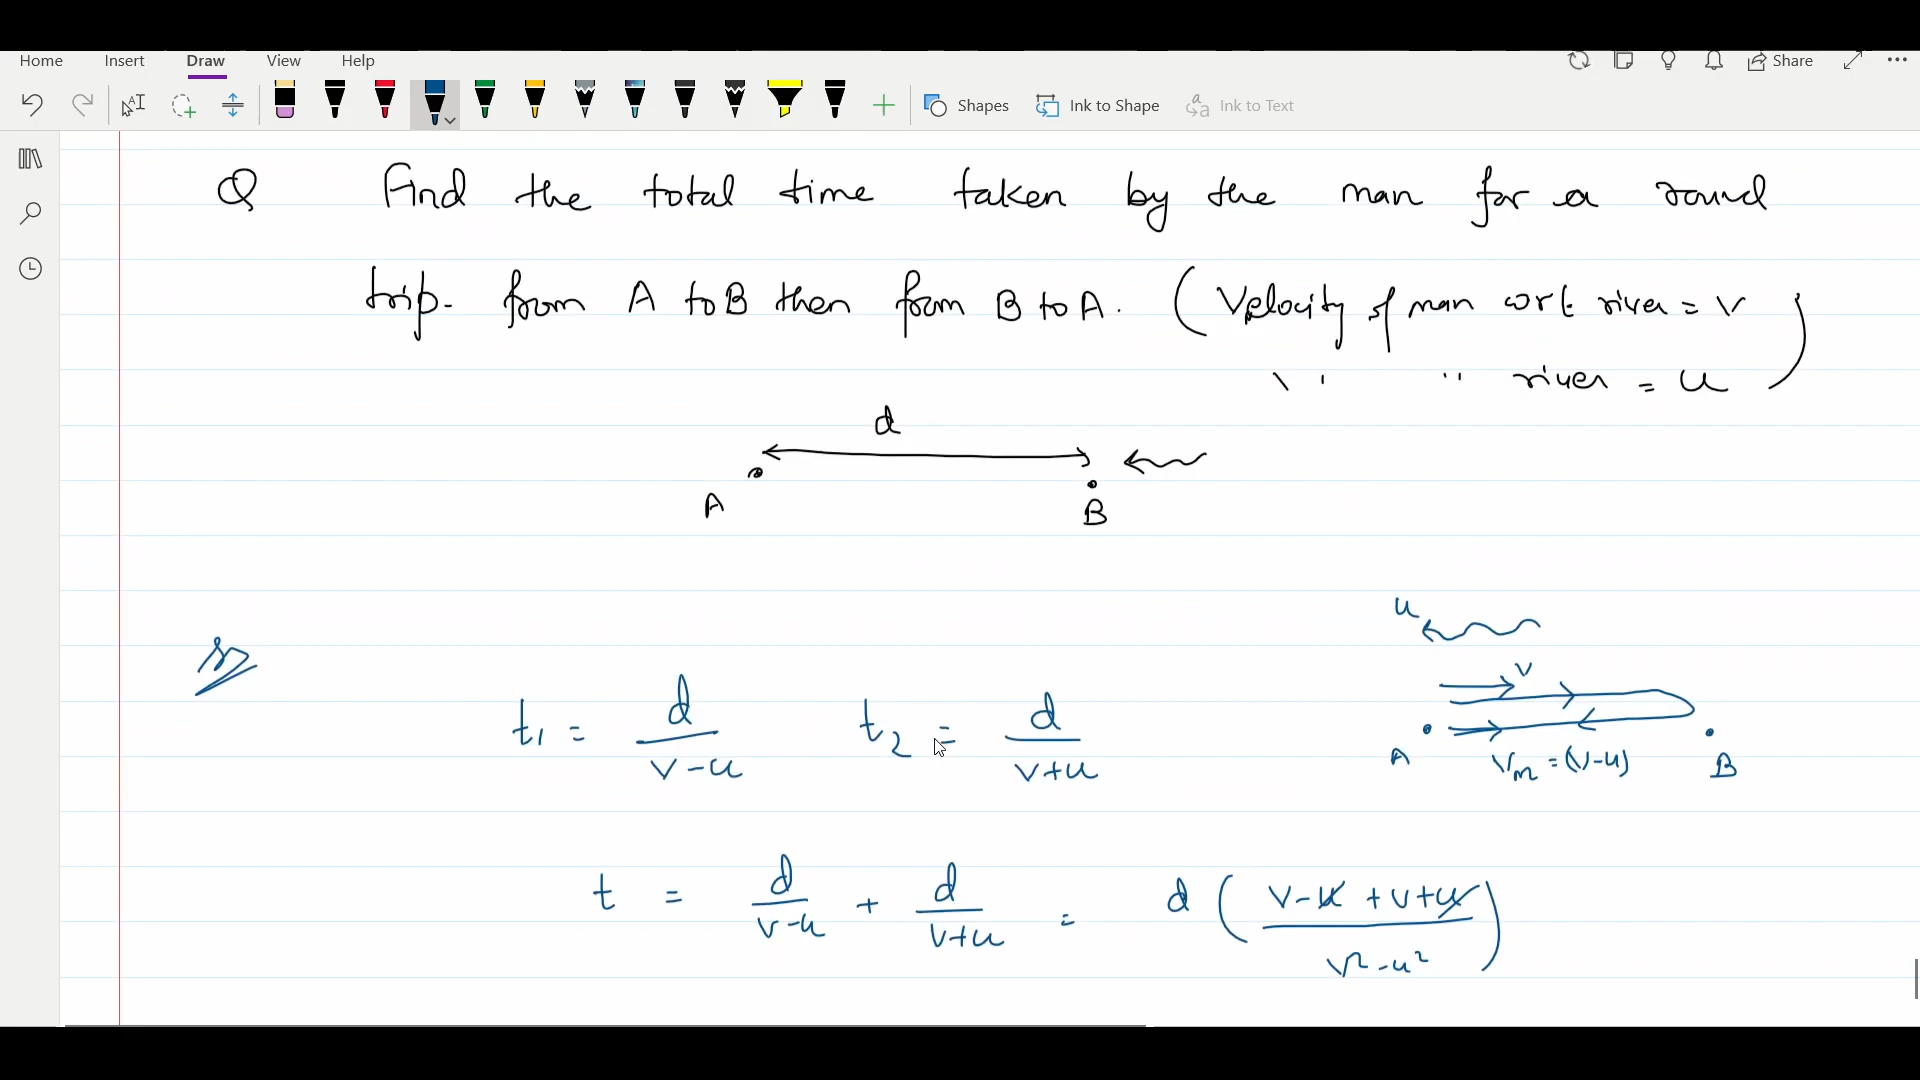 Home Insert Draw View Help Share
Shapes Ink to Shape Ink to Text
Q Find the total time taken by the man for a round
trip. from A to B then from B to A. (Velocity of man wrt river = v
" " river = u)
d
A B
u
v
t₁ = d/(v-u) t₂ = d/(v+u)
A Vm = (v-u) B
t = d/(v-u) + d/(v+u) = d((v-u+v+u)/(v²-u²))